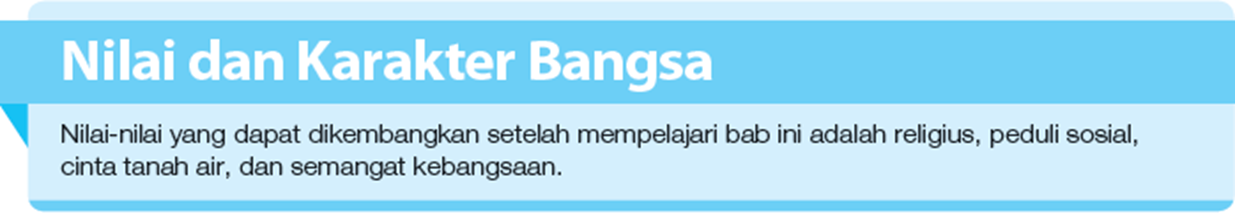 Nilai dan Karakter Bangsa
Nilai-nilai yang dapat dikembangkan setelah mempelajari bab ini adalah religius, peduli sosial,
cinta tanah air, dan semangat kebangsaan.